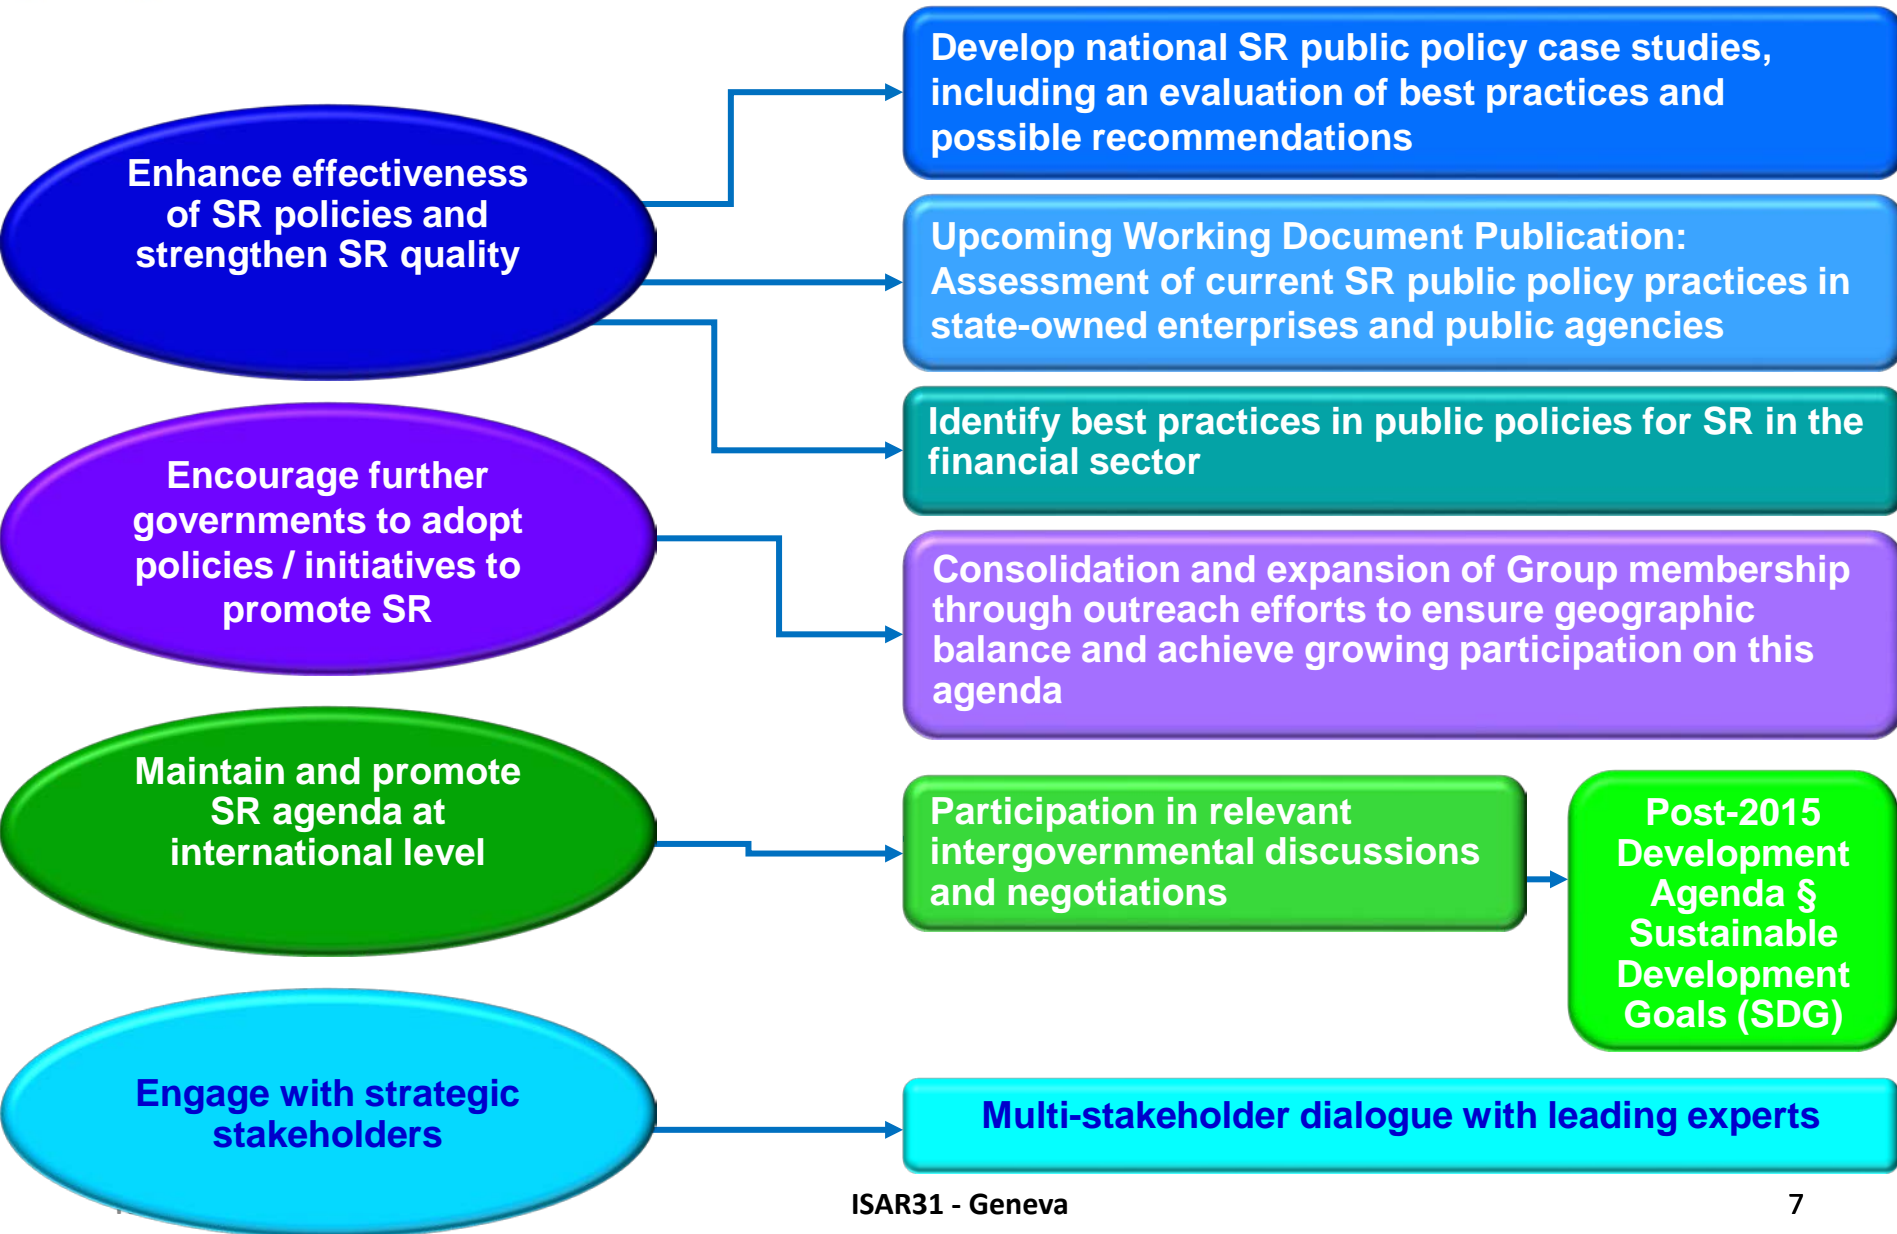 Enhance effectiveness
of SR policies and
strengthen SR quality
Develop national SR public policy case studies,
including an evaluation of best practices and
possible recommendations
Upcoming Working Document Publication:
Assessment of current SR public policy practices in
state-owned enterprises and public agencies
Identify best practices in public policies for SR in the
financial sector
Encourage further
governments to adopt
policies / initiatives to
promote SR
Consolidation and expansion of Group membership
through outreach efforts to ensure geographic
balance and achieve growing participation on this
agenda
Maintain and promote
SR agenda at
international level
Participation in relevant
intergovernmental discussions
and negotiations
Post-2015
Development
Agenda §
Sustainable
Development
Goals (SDG)
Engage with strategic
stakeholders
Multi-stakeholder dialogue with leading experts
ISAR31 - Geneva
7